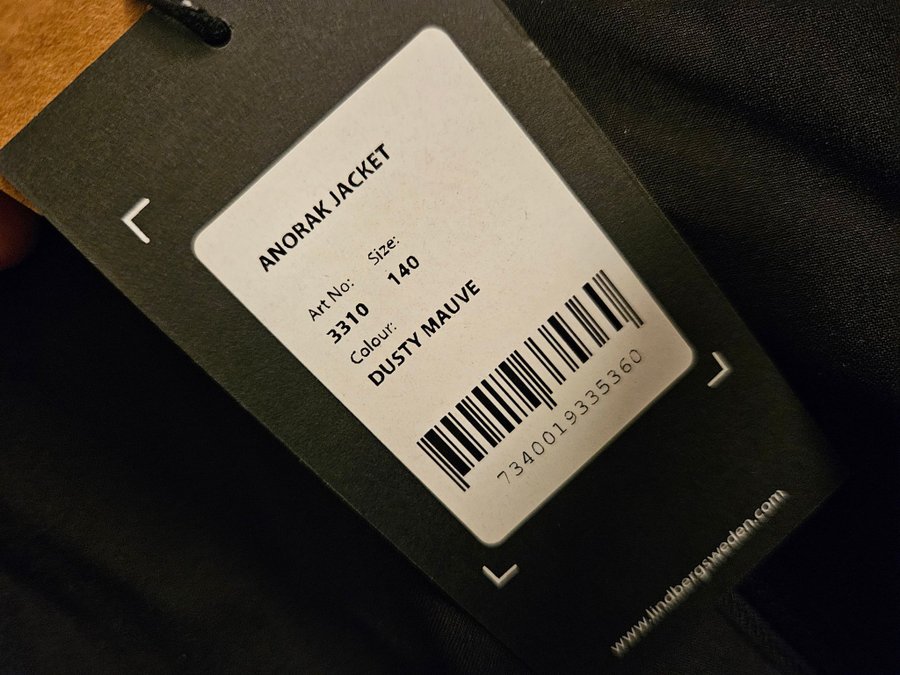 ANORAK JACKET
Art No: Size:
3310 140
Colour:
DUSTY MAUVE
7340019335360
www.lindbergsweden.com